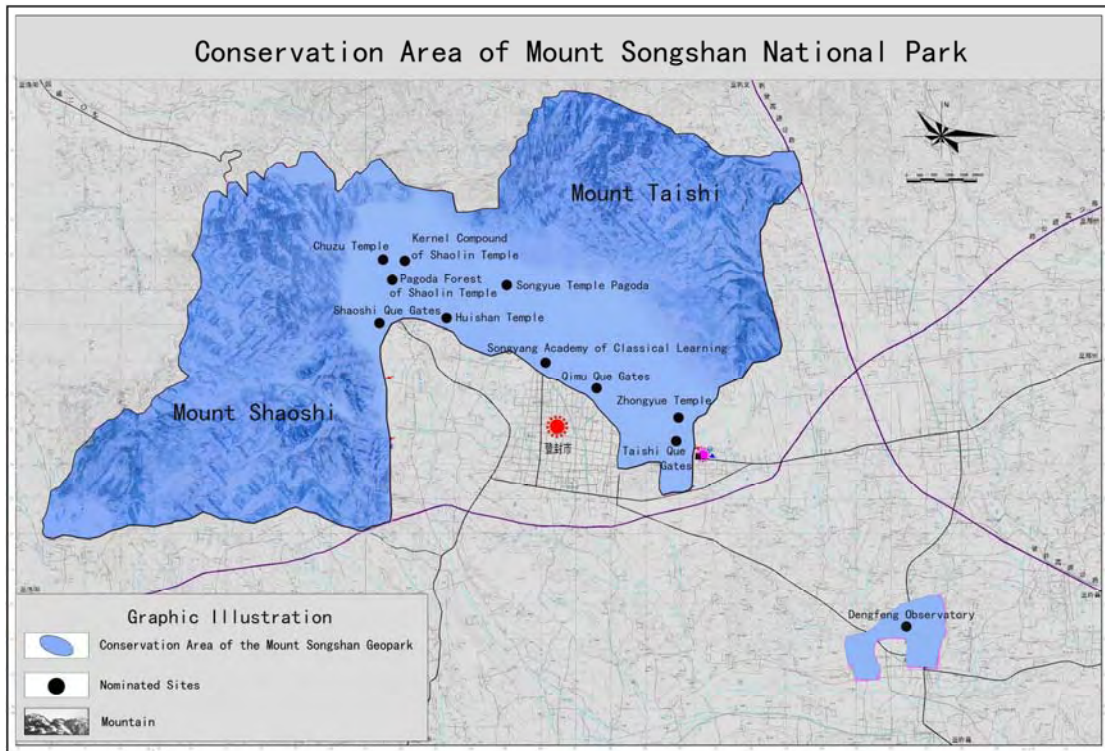 Conservation Area of Mount Songshan National Park
N
Mount Taishi
Chuzu Temple
Kernel Compound
of Shaolin Temple
Pagoda Forest
of Shaolin Temple
Songyue Temple Pagoda
Shaoshi Que Gates
Huishan Temple
Songyang Academy of Classical Learning
Qimu Que Gates
Mount Shaoshi
Zhongyue Temple
登封市
Taishi Que
Gates
Dengfeng Observatory
Graphic Illustration
Conservation Area of the Mount Songshan Geopark
Nominated Sites
Mountain